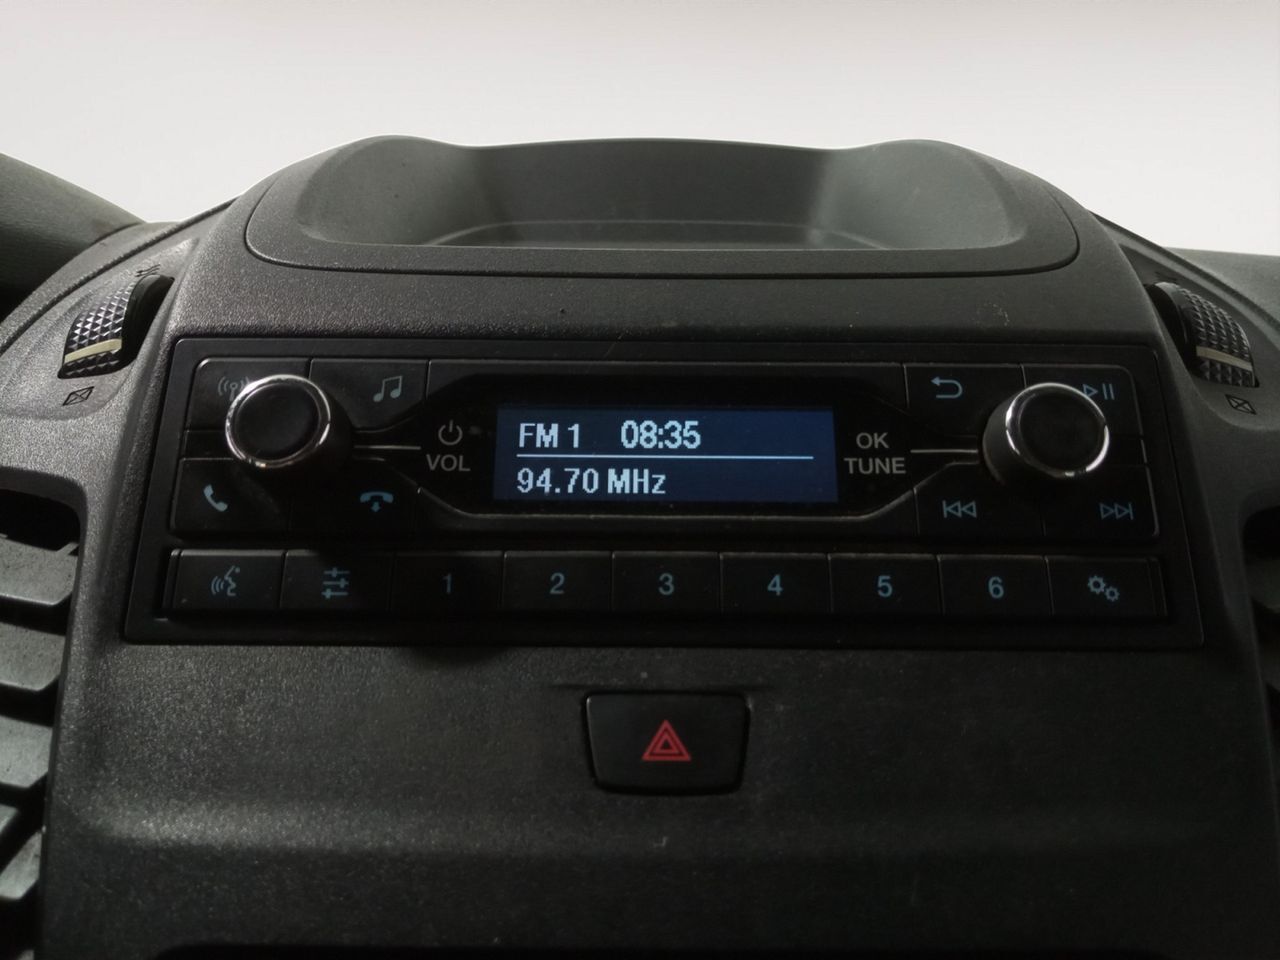 FM 1 08:35
94.70 MHz
VOL
OK
TUNE
1 2 3 4 5 6